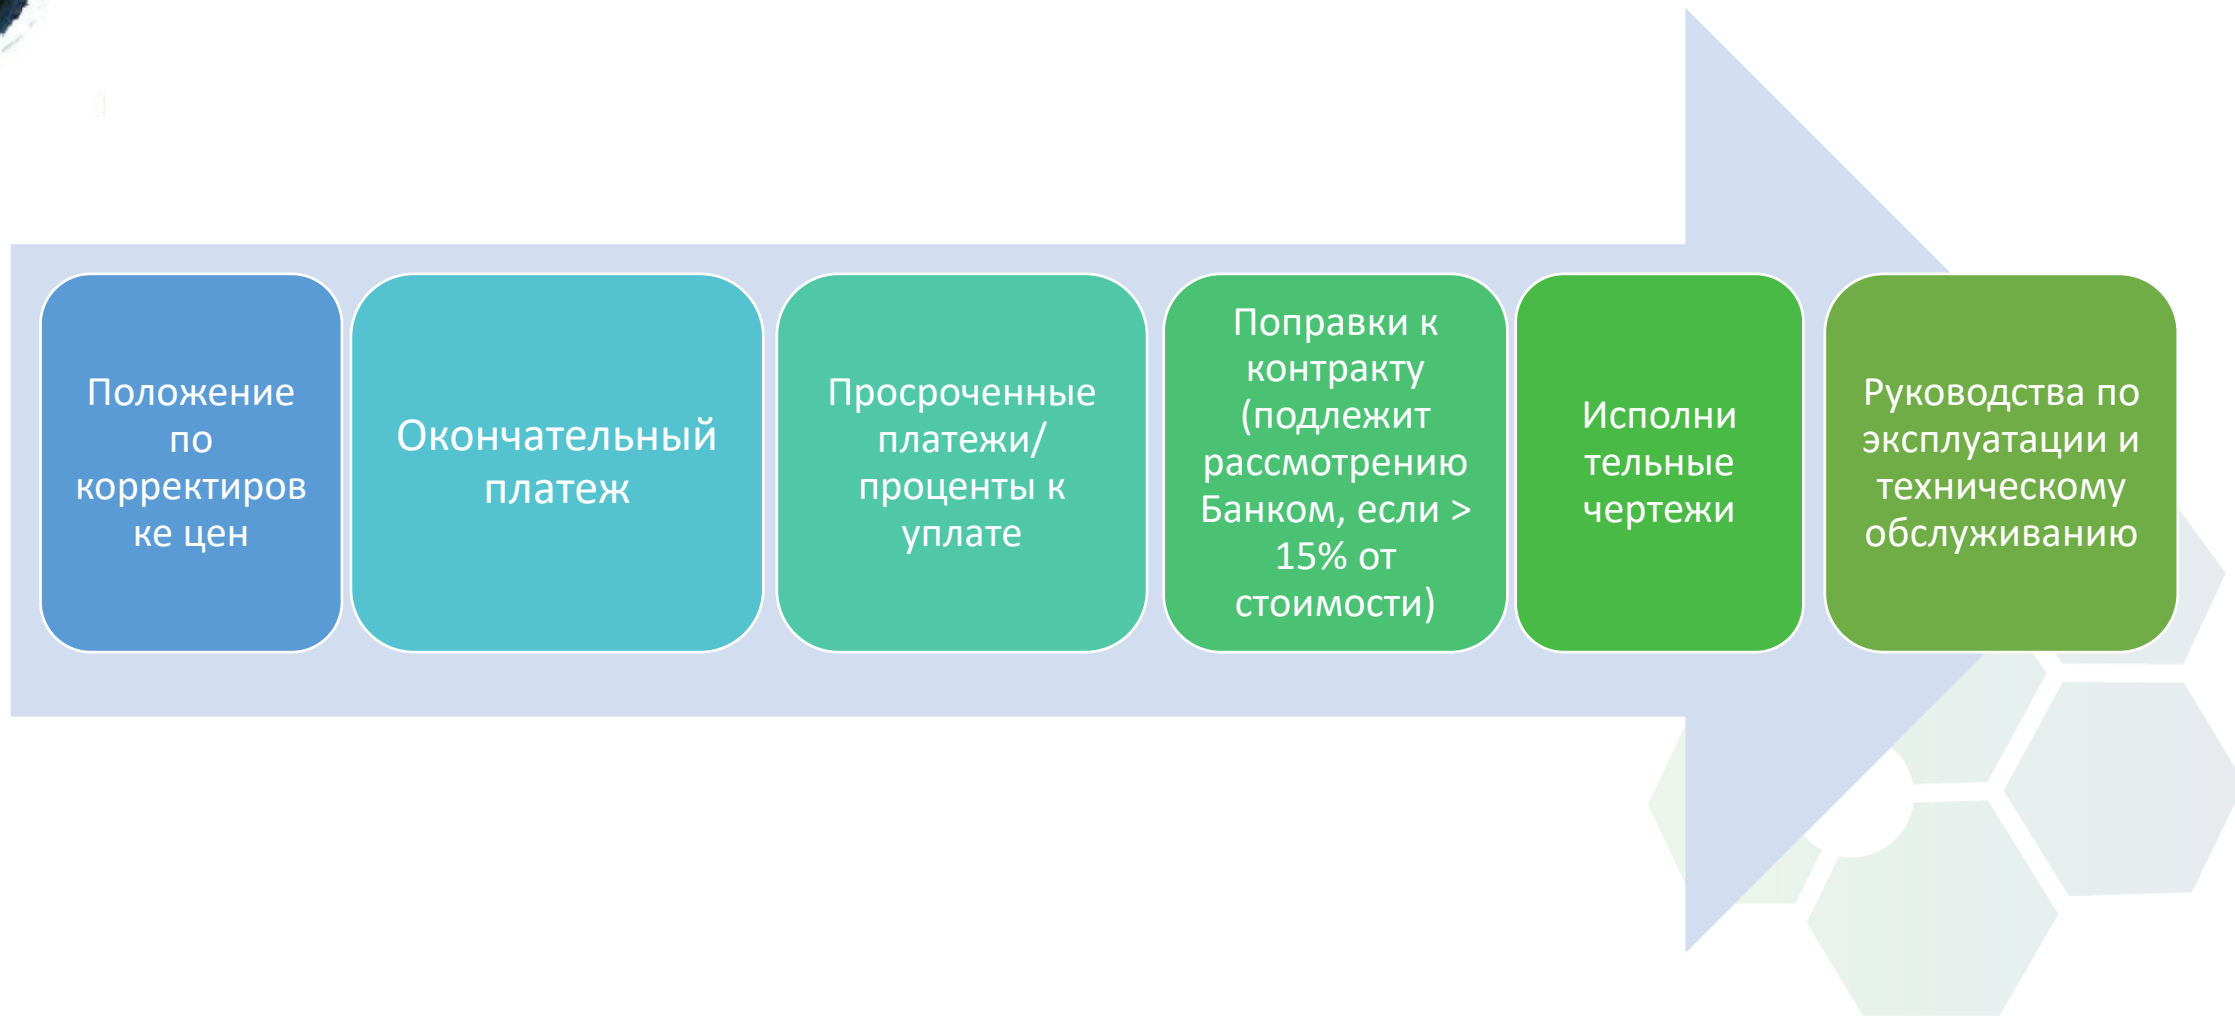 Положение
по
корректиров
ке цен
Окончательный
платеж
Просроченные
платежи/
проценты к
уплате
Поправки к
контракту
(подлежит
рассмотрению
Банком, если >
15% от
стоимости)
Исполни
тельные
чертежи
Руководства по
эксплуатации и
техническому
обслуживанию